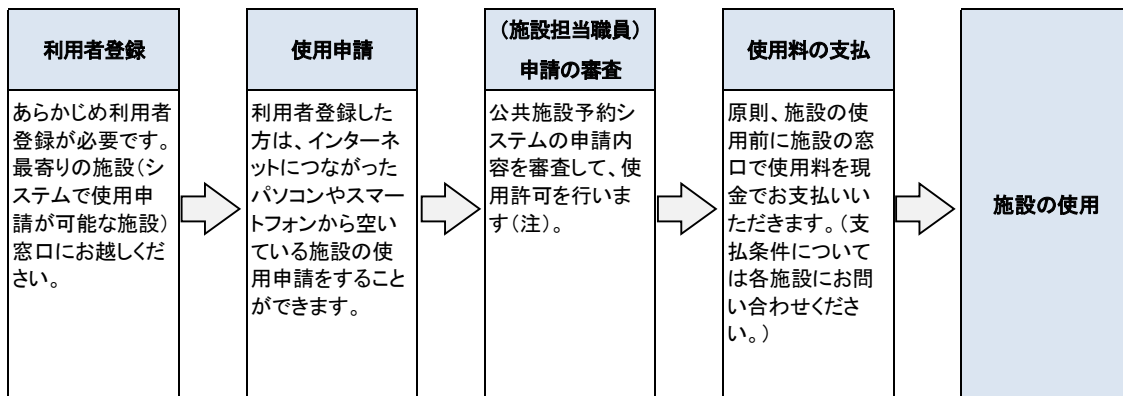 利用者登録
あらかじめ利用者
登録が必要です。
最寄りの施設(シ
ステムで使用申
請が可能な施設)
窓口にお越しくだ
さい。
使用申請
利用者登録した
方は、インターネ
ットにつながった
パソコンやスマー
トフォンから空い
ている施設の使
用申請をすること
ができます。
(施設担当職員)
申請の審査
公共施設予約シ
ステムの申請内
容を審査して、使
用許可を行いま
す(注)。
使用料の支払
原則、施設の使
用前に施設の窓
口で使用料を現
金でお支払いい
ただきます。(支
払条件について
は各施設にお問
い合わせくださ
い。)
施設の使用